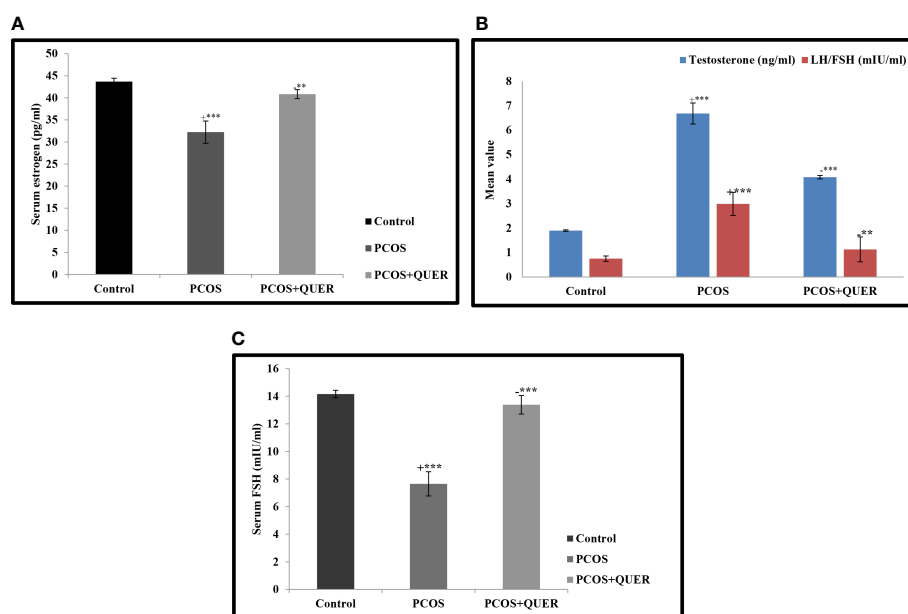 A
50
45
40
35
30
25
20
15
10
5
0
Serum estrogen (pg/ml)
+***
-**
Control
PCOS
PCOS+QUER
Control
PCOS
PCOS+QUER
B
Testosterone (ng/ml)
LH/FSH (mIU/ml)
8
7
6
5
4
3
2
1
0
Mean value
+***
+***
-***
-**
Control
PCOS
PCOS+QUER
C
16
14
12
10
8
6
4
2
0
Serum FSH (mIU/ml)
+***
-***
Control
PCOS
PCOS+QUER
Control
PCOS
PCOS+QUER